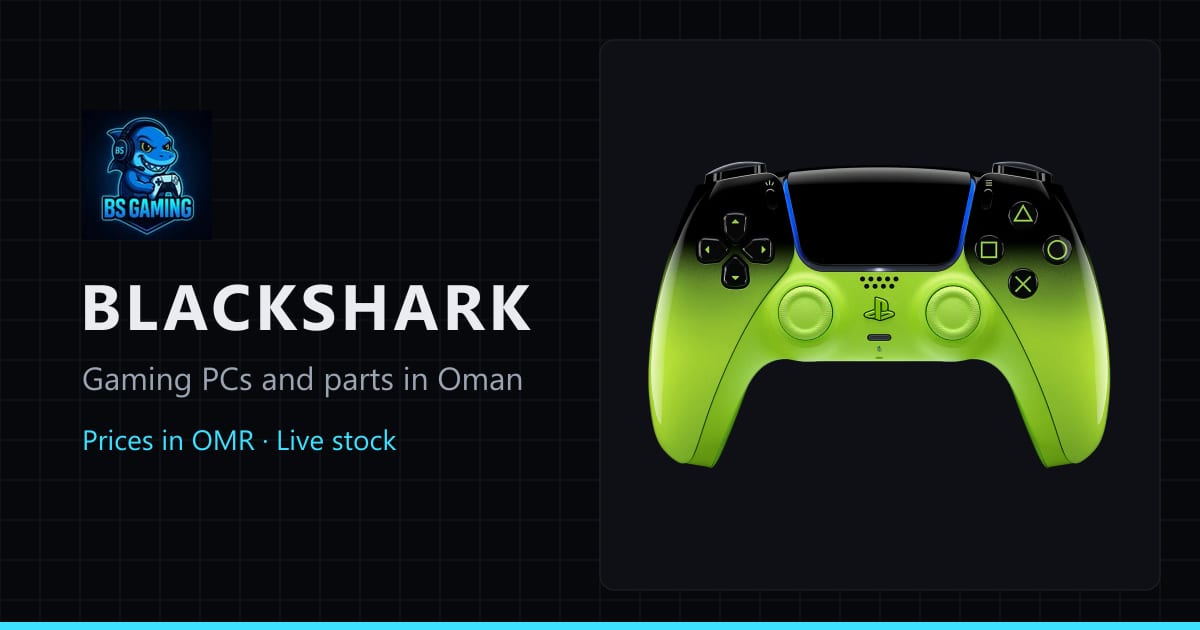 BS
BS GAMING
BLACKSHARK
Gaming PCs and parts in Oman
Prices in OMR · Live stock